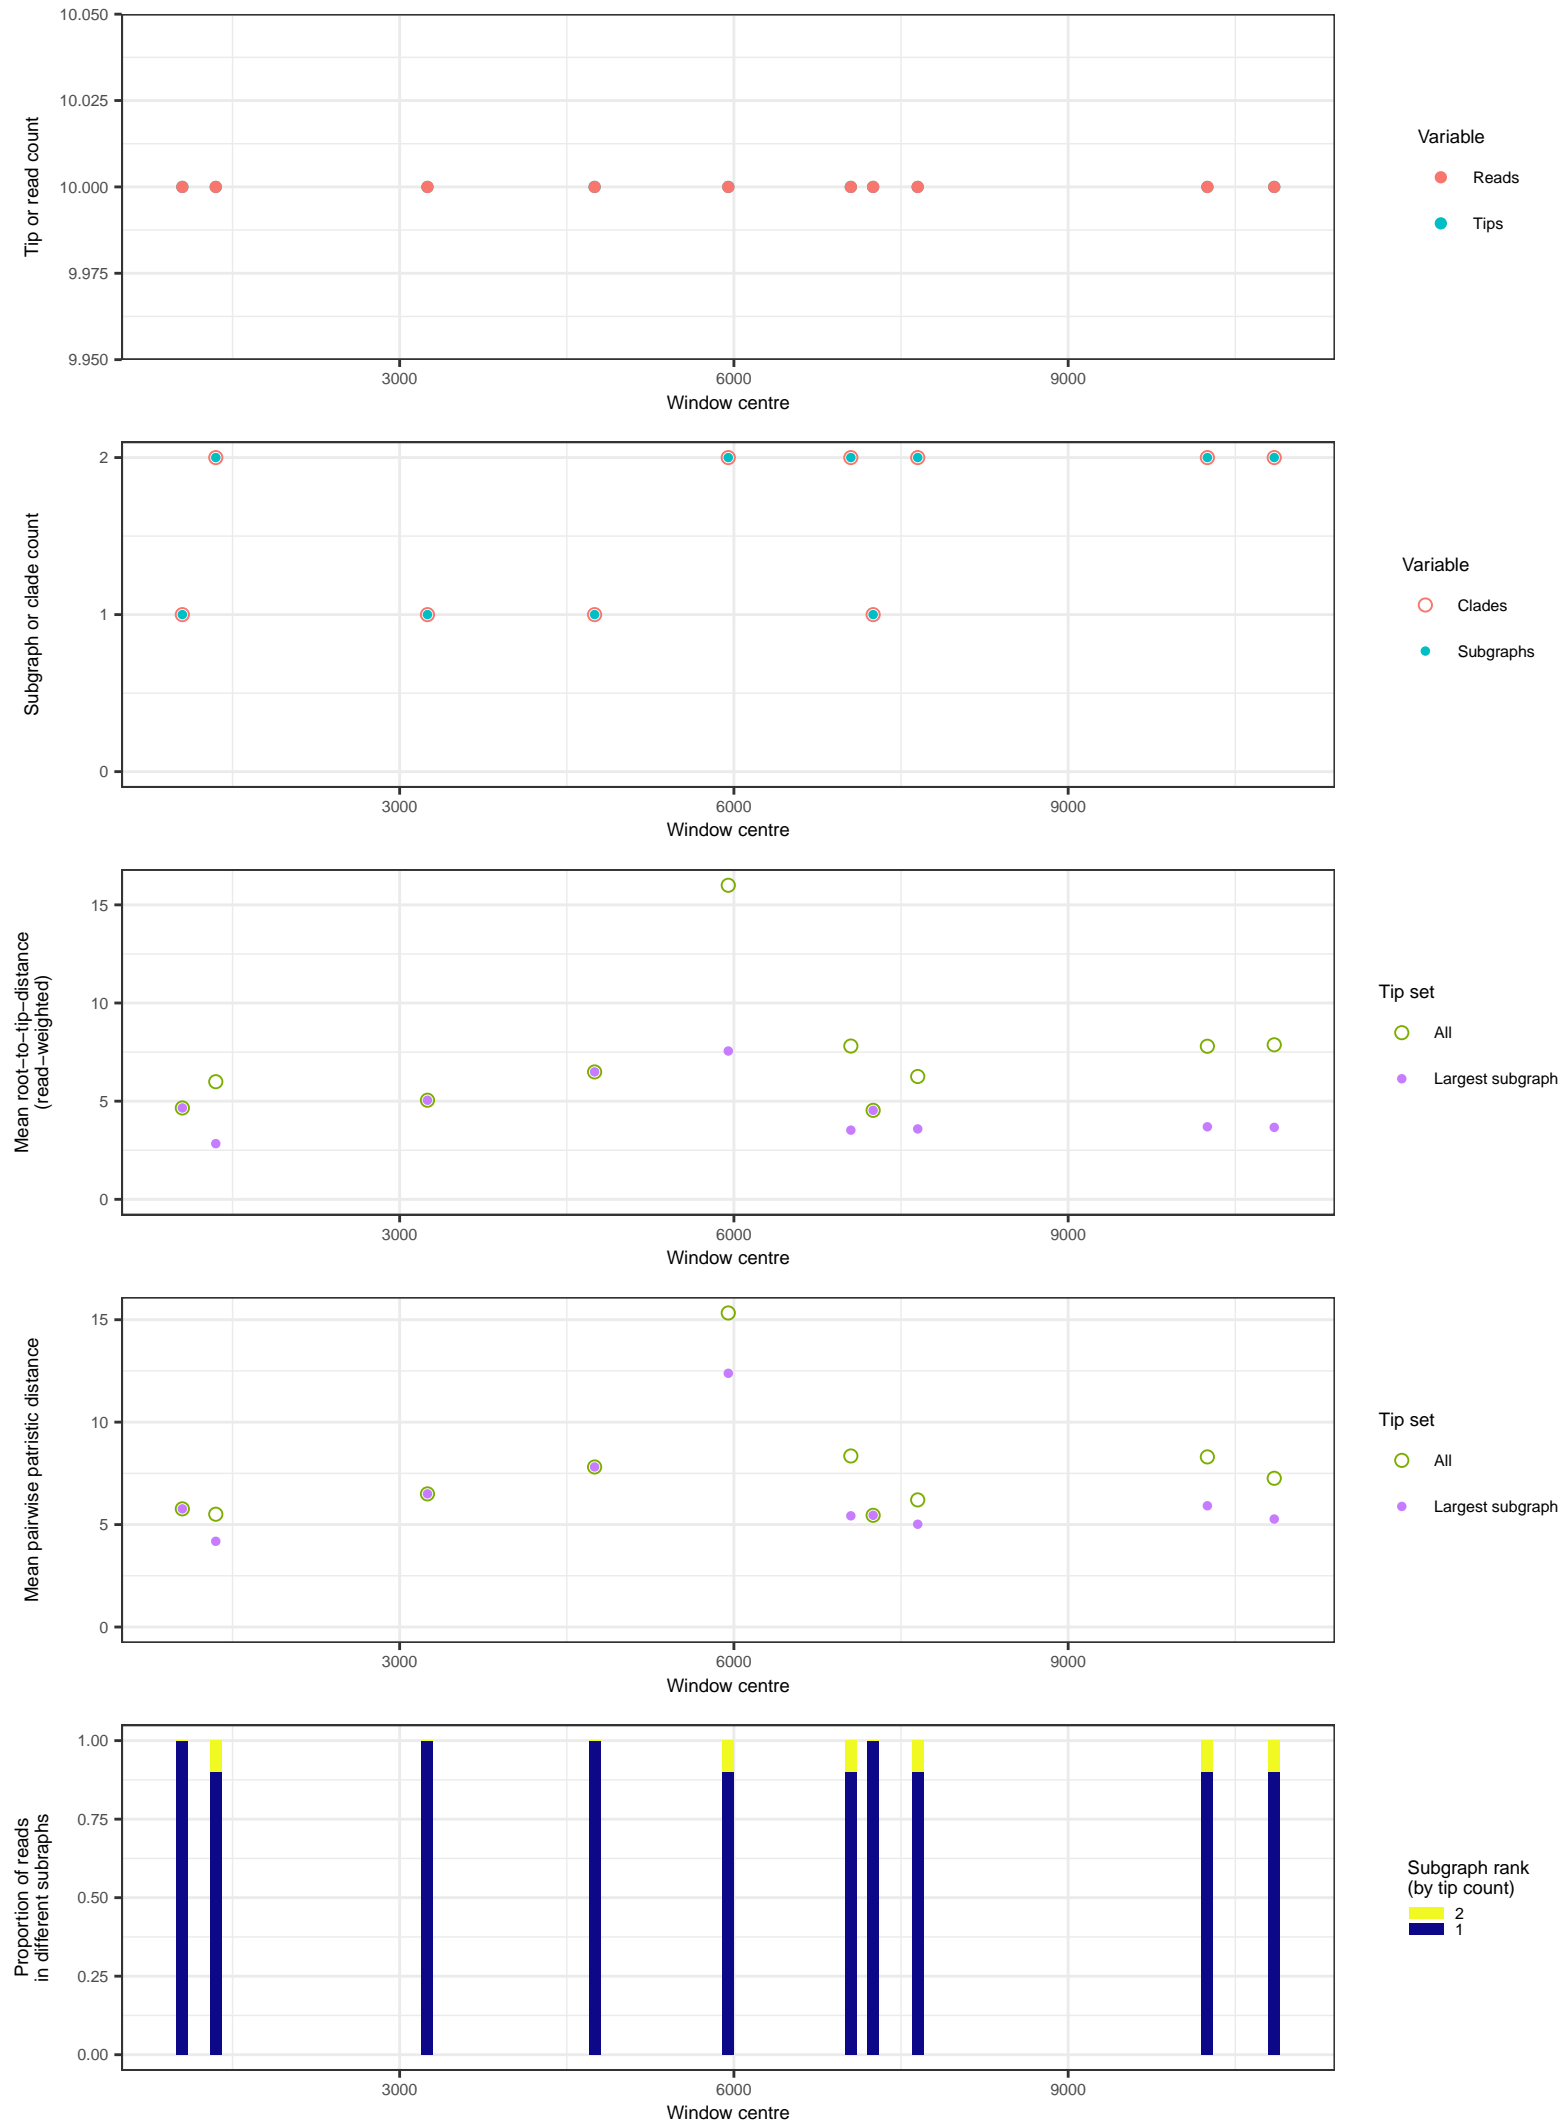 10.050
10.025
10.000
9.975
9.950
Tip or read count
3000
6000
9000
Window centre
Variable
Reads
Tips
2
1
0
Subgraph or clade count
3000
6000
9000
Window centre
Variable
Clades
Subgraphs
15
10
5
0
Mean root−to−tip−distance
(read−weighted)
3000
6000
9000
Window centre
Tip set
All
Largest subgraph
15
10
5
0
Mean pairwise patristic distance
3000
6000
9000
Window centre
Tip set
All
Largest subgraph
1.00
0.75
0.50
0.25
0.00
Proportion of reads
in different subraphs
3000
6000
9000
Window centre
Subgraph rank
(by tip count)
2
1